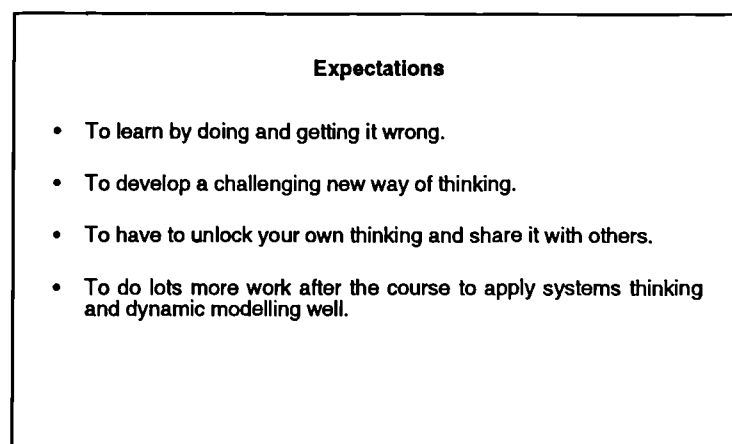 Expectations
• To learn by doing and getting it wrong.
• To develop a challenging new way of thinking.
• To have to unlock your own thinking and share it with others.
• To do lots more work after the course to apply systems thinking
and dynamic modelling well.